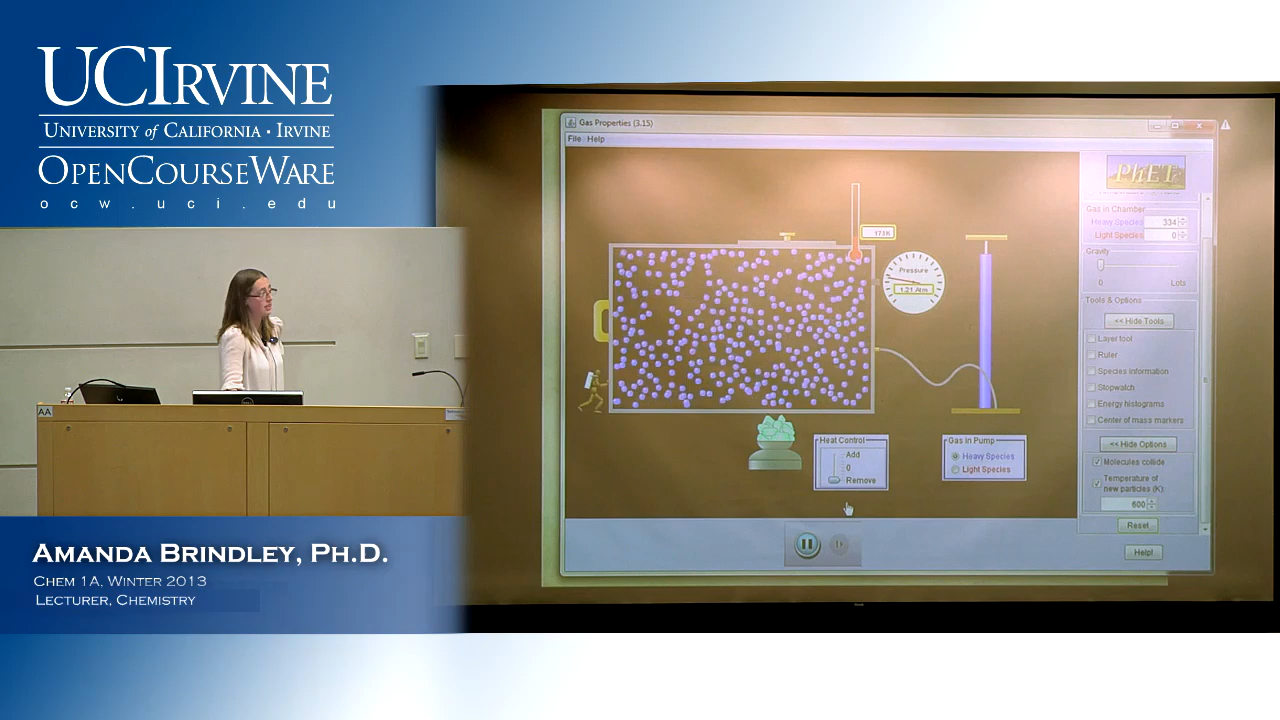 UCIRVINE
UNIVERSITY of CALIFORNIA · IRVINE
OPENCOURSEWARE
ocw.uci.edu
AA
AMANDA BRINDLEY, PH.D.
CHEM 1A, WINTER 2013
LECTURER, CHEMISTRY
Gas Properties (3.15)
File Help
PhET
Gas in Chamber
Heavy Species 334
Light Species 0
Gravity
0 Lots
Tools & Options
<< Hide Tools
Layer tool
Ruler
Species information
Stopwatch
Energy histograms
Center of mass markers
<< Hide Options
Molecules collide
Temperature of
new particles (K):
600
Reset
Help!
173K
Pressure
1.21 Atm
Heat Control
Add
0
Remove
Gas in Pump
Heavy Species
Light Species